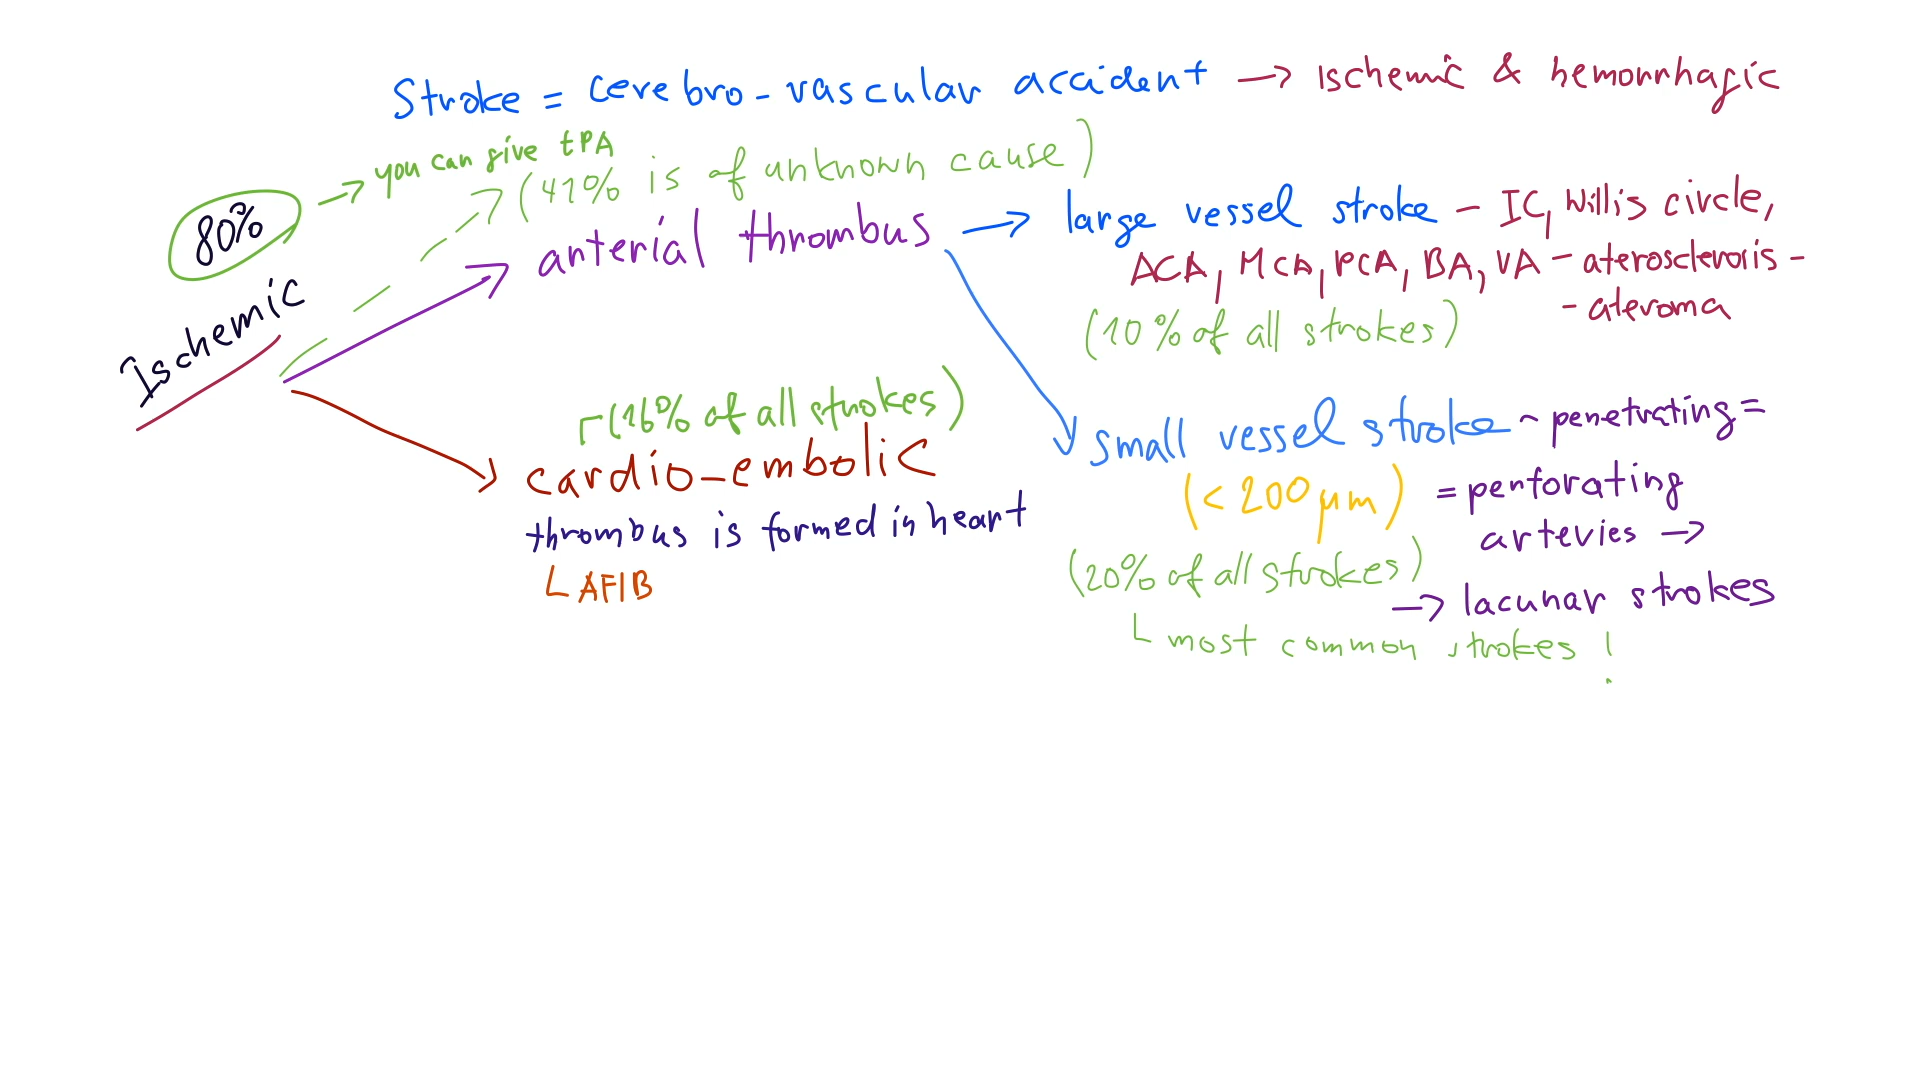 Stroke = cerebro-vascular accident → Ischemic & hemorrhagic
→ you can give tPA
(41% is of unknown cause)
80%
Ischemic
arterial thrombus → large vessel stroke - IC, Willis circle,
ACA, MCA, PCA, BA, VA - aterosclerosis -
- ateroma
(10% of all strokes)
(16% of all strokes)
cardio-embolic
thrombus is formed in heart
AFIB
small vessel stroke ~ penetrating =
(<200 μm) = perforating
arteries →
(20% of all strokes)
→ lacunar strokes
most common strokes!